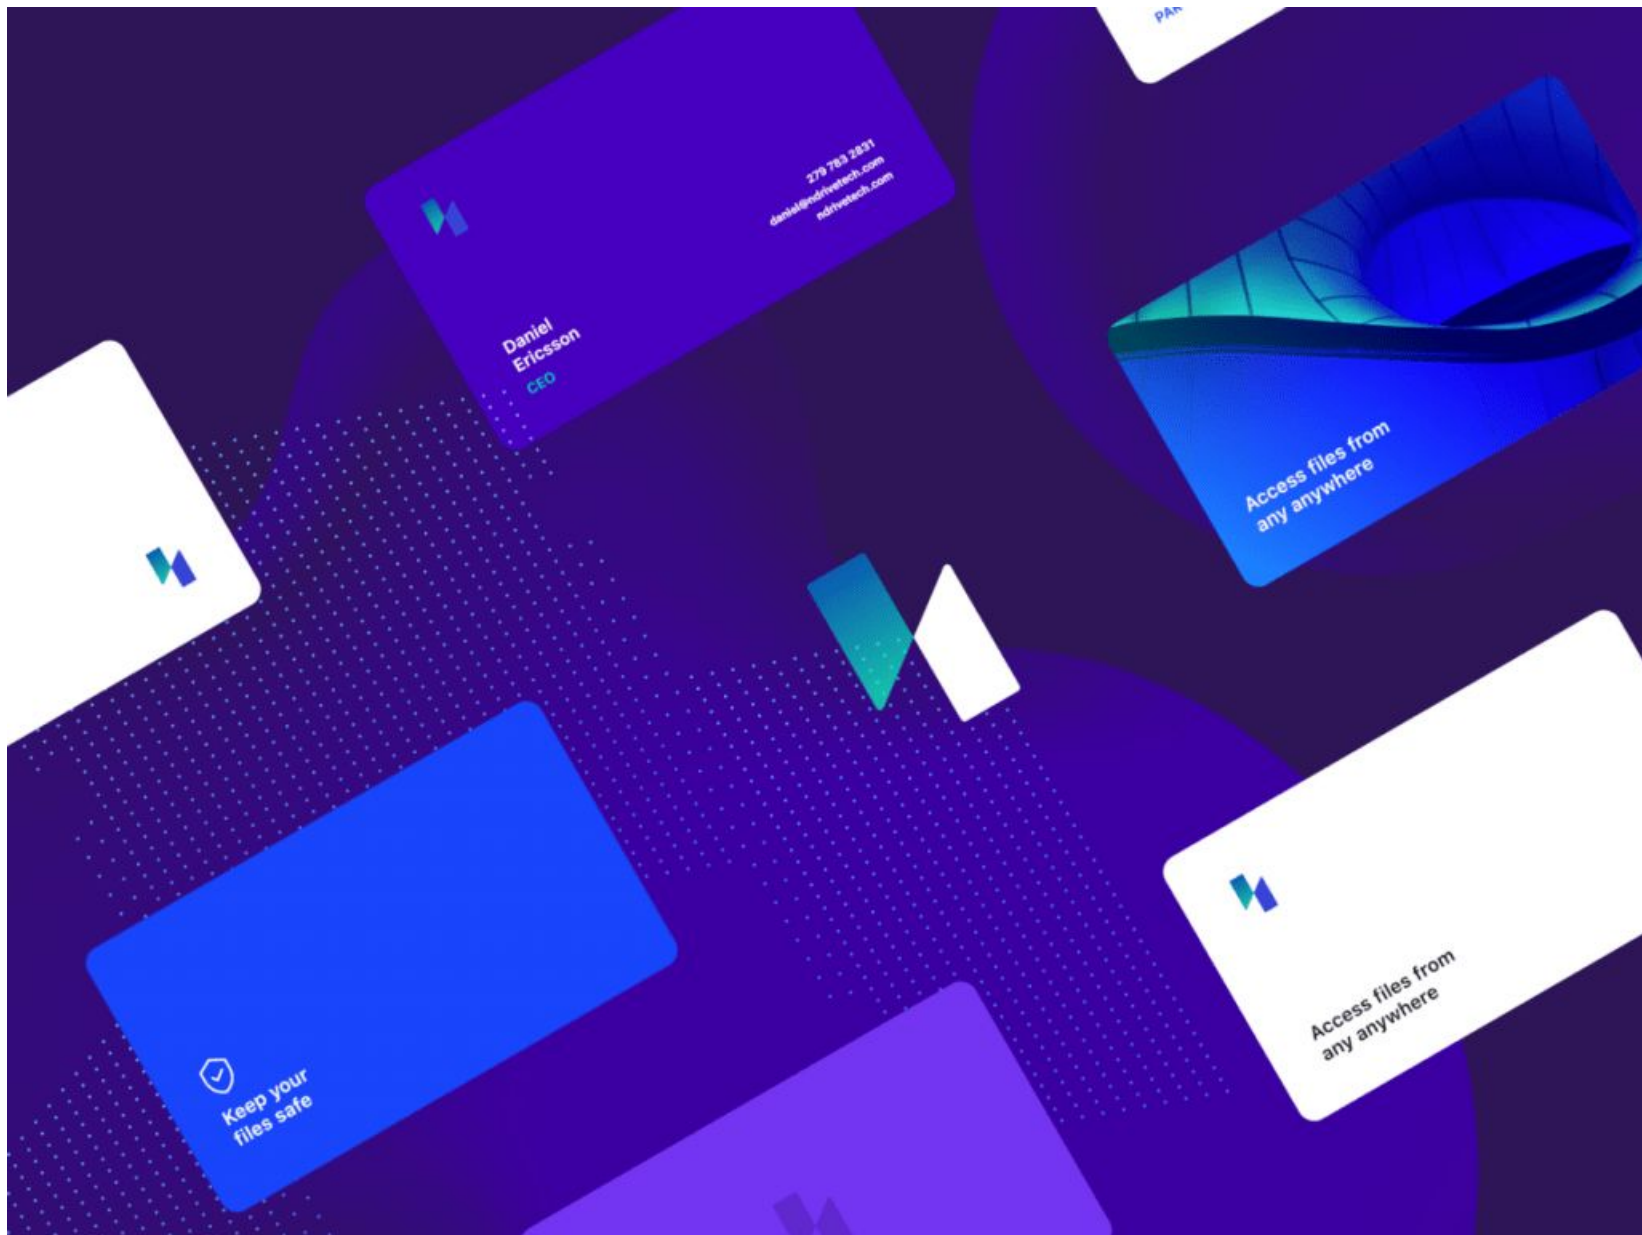 279 783 2831
daniel@ndrivetech.com
ndrivetech.com
Daniel
Ericsson
CEO
Access files from
any anywhere
Access files from
any anywhere
Keep your
files safe